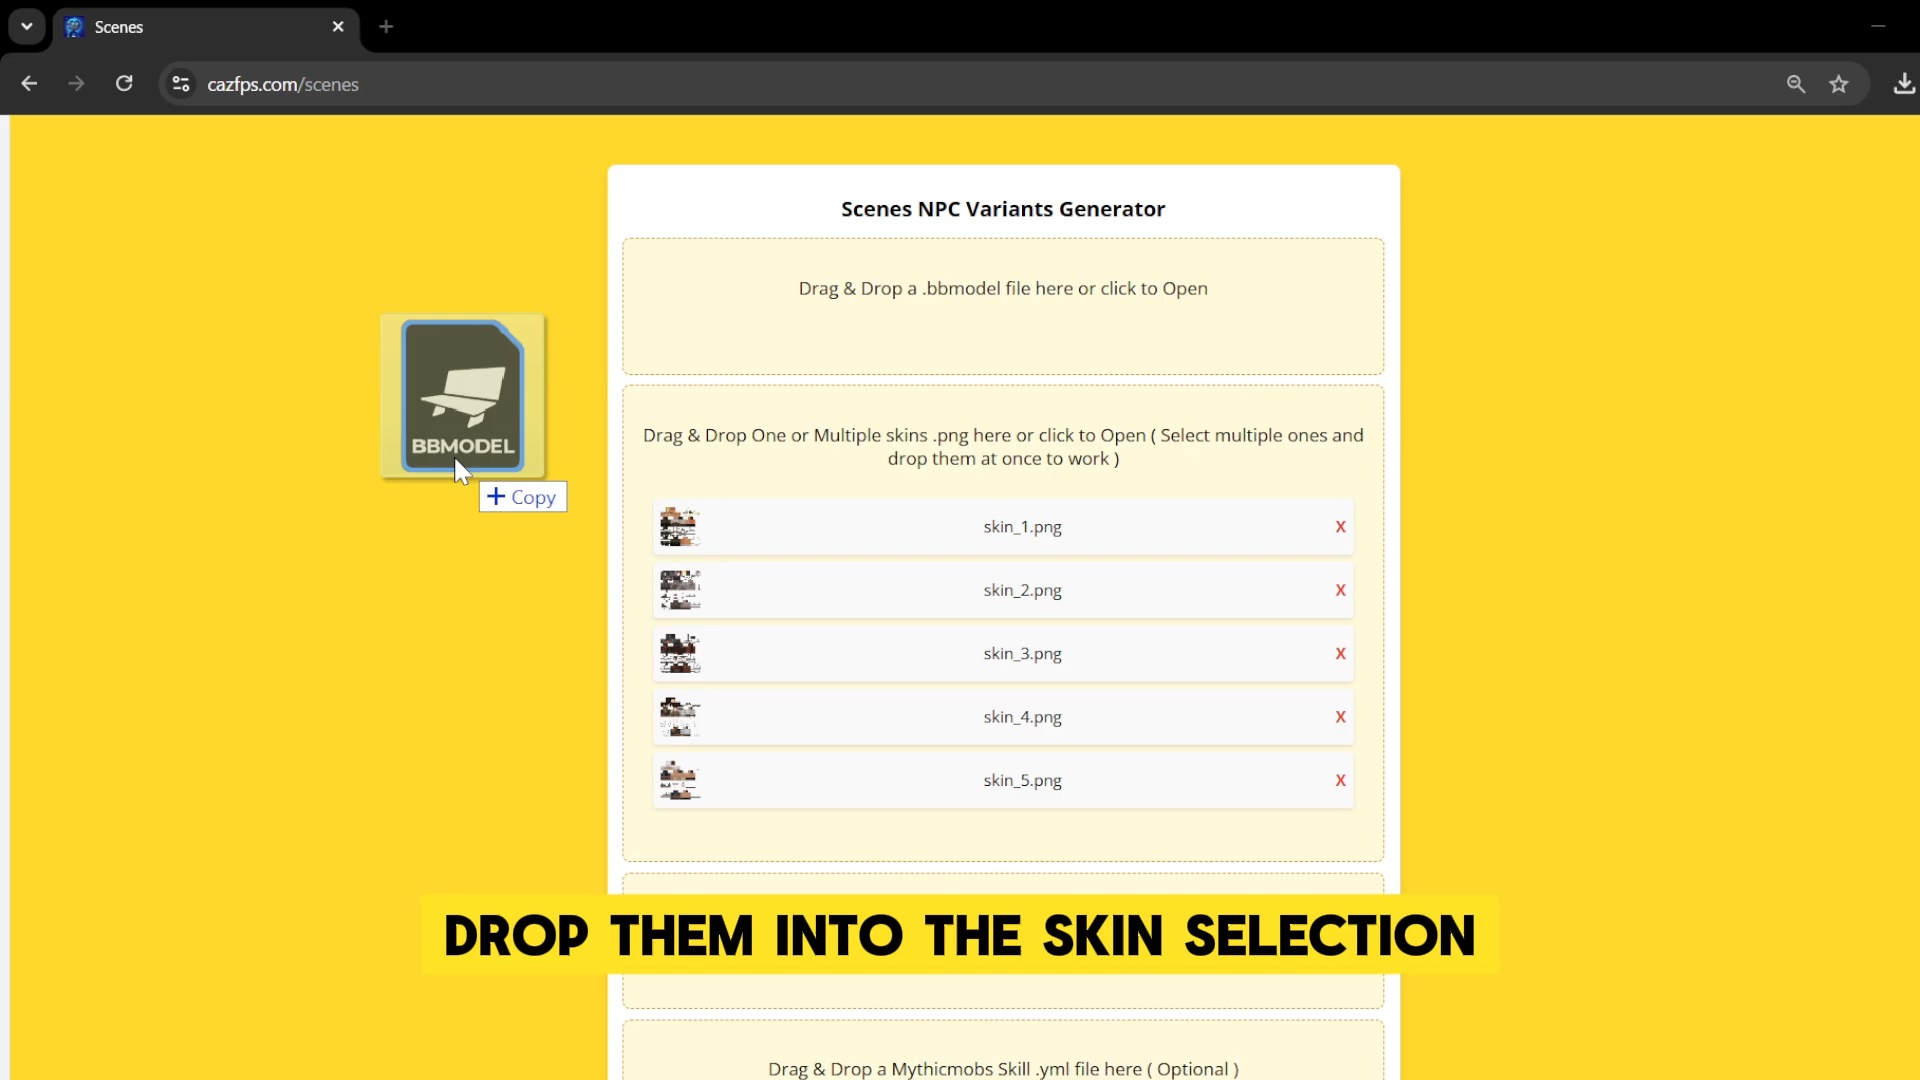 Scenes
cazfps.com/scenes
Scenes NPC Variants Generator
Drag & Drop a .bbmodel file here or click to Open
BBMODEL
Copy
Drag & Drop One or Multiple skins .png here or click to Open ( Select multiple ones and
drop them at once to work )
skin_1.png X
skin_2.png X
skin_3.png X
skin_4.png X
skin_5.png X
DROP THEM INTO THE SKIN SELECTION
Drag & Drop a Mythicmobs Skill .yml file here ( Optional )